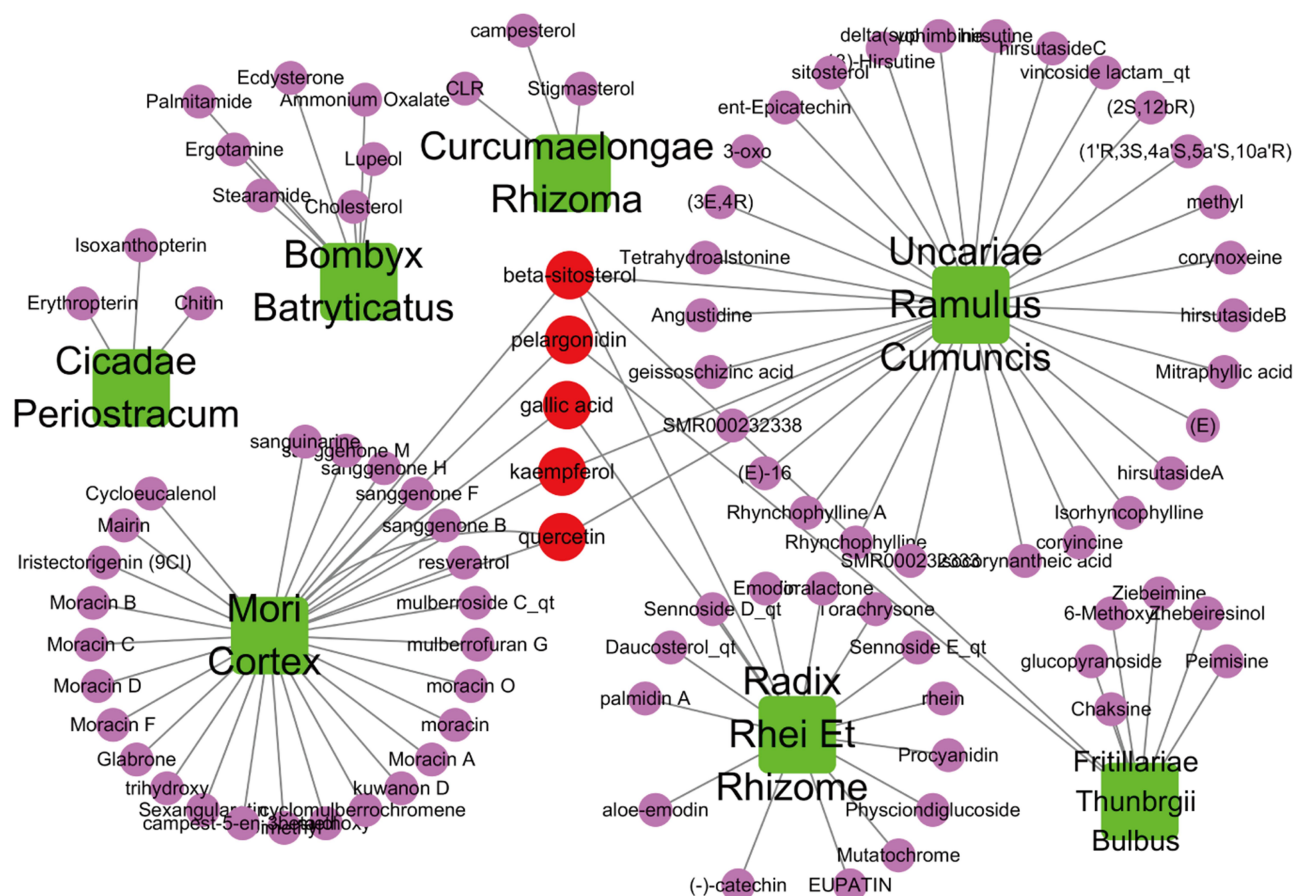 campesterol
CLR
Stigmasterol
Curcumaelongae
Rhizoma
Ecdysterone
Palmitamide
Ammonium Oxalate
Ergotamine
Lupeol
Stearamide
Cholesterol
Bombyx
Batryticatus
Isoxanthopterin
Erythropterin
Chitin
Cicadae
Periostracum
beta-sitosterol
pelargonidin
gallic acid
kaempferol
quercetin
yohimbine
hirsutine
hirsutasideC
sitosterol
vincoside lactam_qt
ent-Epicatechin
(2S,12bR)
3-oxo
(1'R,3S,4a'S,5a'S,10a'R)
(3E,4R)
methyl
Tetrahydroalstonine
corynoxeine
Angustidine
hirsutasideB
geissoschizinc acid
Mitraphyllic acid
SMR000232338
(E)
(E)-16
hirsutasideA
Rhynchophylline A
Isorhyncophylline
Rhynchophylline
coryincine
SMR000232333
Isocorynantheic acid
Uncariae
Ramulus
Cumuncis
sanguinarine
sanggenone M
sanggenone H
Cycloeucalenol
sanggenone F
Mairin
sanggenone B
Iristectorigenin (9CI)
resveratrol
Moracin B
mulberroside C_qt
Moracin C
mulberrofuran G
Moracin D
moracin O
Moracin F
moracin
Glabrone
Moracin A
trihydroxy
kuwanon D
cyclomulberrochromene
Mori
Cortex
Emodin
Toralactone
Sennoside D_qt
Torachrysone
Daucosterol_qt
Sennoside E_qt
palmidin A
rhein
Procyanidin
aloe-emodin
Physciondiglucoside
Mutatochrome
(-)-catechin
EUPATIN
Radix
Rhei Et
Rhizome
Ziebeimine
6-Methoxyl
Zhebeiresinol
glucopyranoside
Peimisine
Chaksine
Fritillariae
Thunbrgii
Bulbus